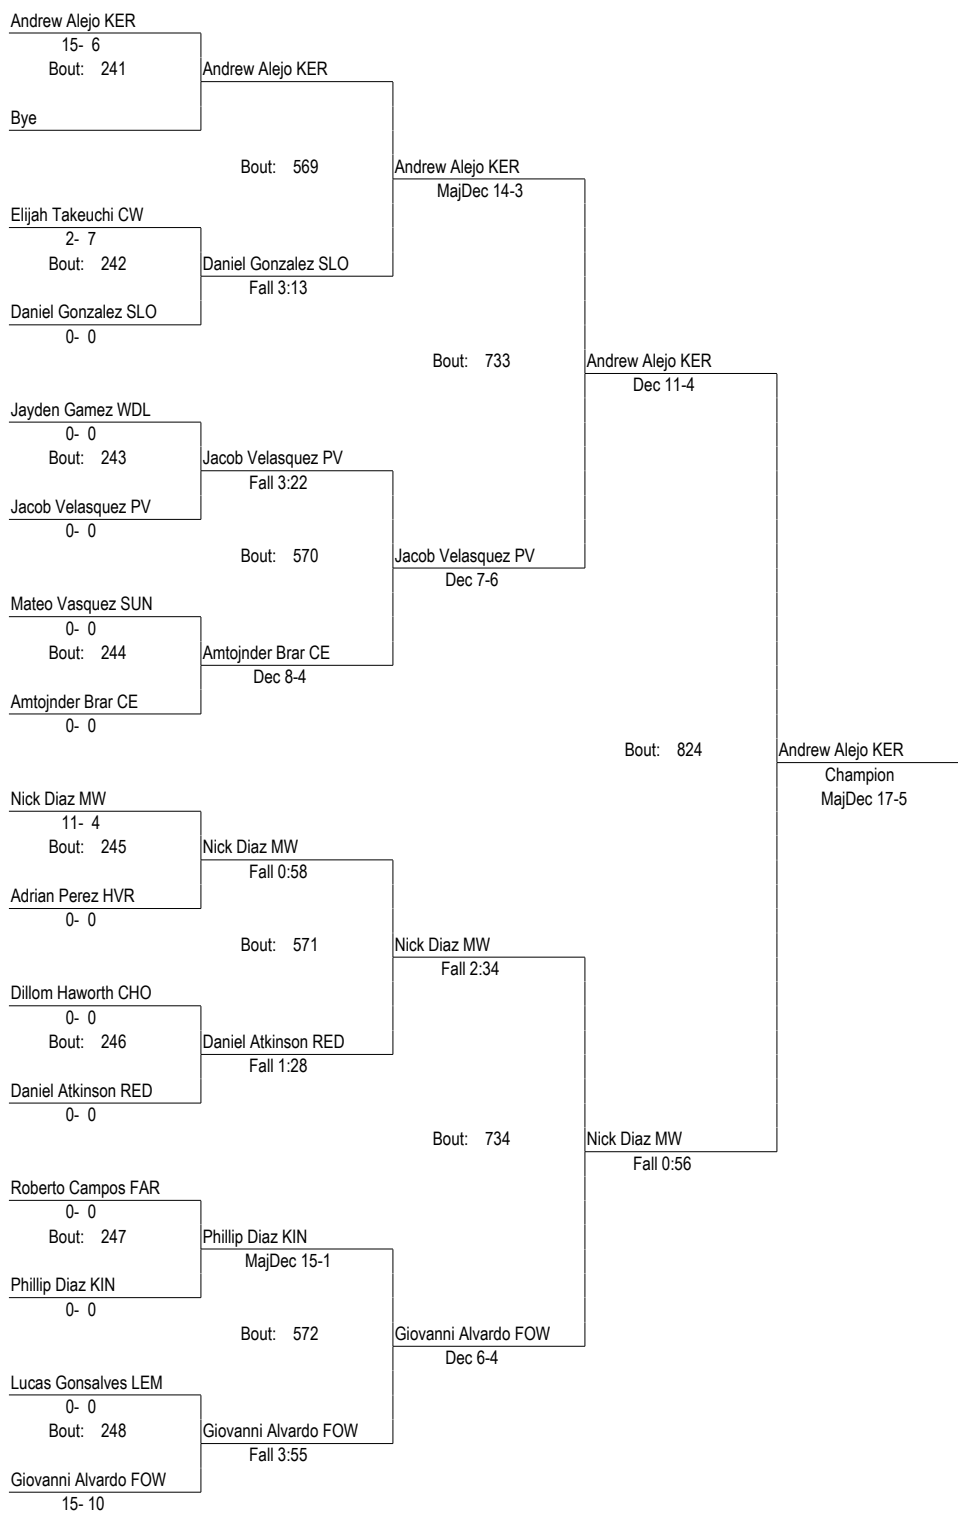 Andrew Alejo KER
15- 6
Bout: 241
Andrew Alejo KER
Bye
Bout: 569
Andrew Alejo KER
MajDec 14-3
Elijah Takeuchi CW
2- 7
Bout: 242
Daniel Gonzalez SLO
Fall 3:13
Daniel Gonzalez SLO
0- 0
Bout: 733
Andrew Alejo KER
Dec 11-4
Jayden Gamez WDL
0- 0
Bout: 243
Jacob Velasquez PV
Fall 3:22
Jacob Velasquez PV
0- 0
Bout: 570
Jacob Velasquez PV
Dec 7-6
Mateo Vasquez SUN
0- 0
Bout: 244
Amtojnder Brar CE
Dec 8-4
Amtojnder Brar CE
0- 0
Bout: 824
Andrew Alejo KER
Champion
MajDec 17-5
Nick Diaz MW
11- 4
Bout: 245
Nick Diaz MW
Fall 0:58
Adrian Perez HVR
0- 0
Bout: 571
Nick Diaz MW
Fall 2:34
Dillom Haworth CHO
0- 0
Bout: 246
Daniel Atkinson RED
Fall 1:28
Daniel Atkinson RED
0- 0
Bout: 734
Nick Diaz MW
Fall 0:56
Roberto Campos FAR
0- 0
Bout: 247
Phillip Diaz KIN
MajDec 15-1
Phillip Diaz KIN
0- 0
Bout: 572
Giovanni Alvardo FOW
Dec 6-4
Lucas Gonsalves LEM
0- 0
Bout: 248
Giovanni Alvardo FOW
Fall 3:55
Giovanni Alvardo FOW
15- 10